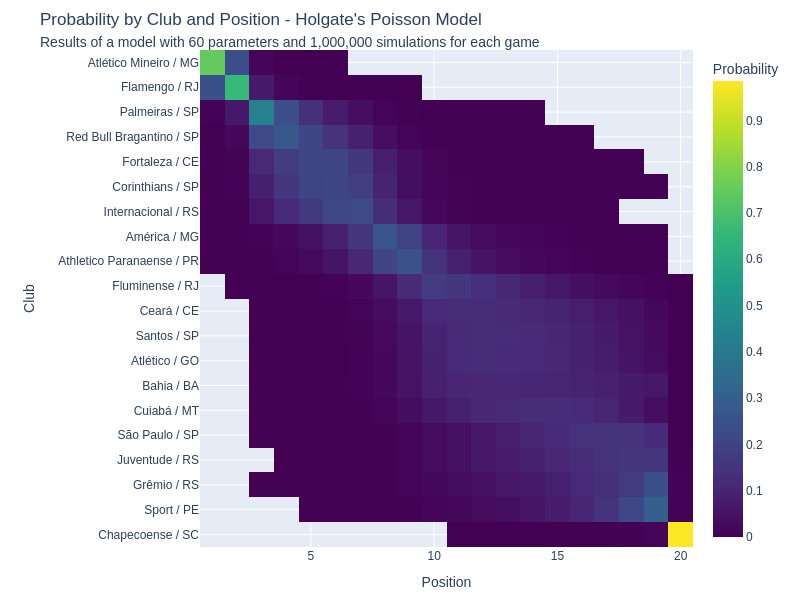 Probability by Club and Position - Holgate's Poisson Model
Results of a model with 60 parameters and 1,000,000 simulations for each game
Probability
Atlético Mineiro / MG
Flamengo / RJ
Palmeiras / SP
Red Bull Bragantino / SP
Fortaleza / CE
Corinthians / SP
Internacional / RS
América / MG
Athletico Paranaense / PR
Fluminense / RJ
Ceará / CE
Santos / SP
Atlético / GO
Bahia / BA
Cuiabá / MT
São Paulo / SP
Juventude / RS
Grêmio / RS
Sport / PE
Chapecoense / SC
Club
5
10
15
20
Position
0.9
0.8
0.7
0.6
0.5
0.4
0.3
0.2
0.1
0